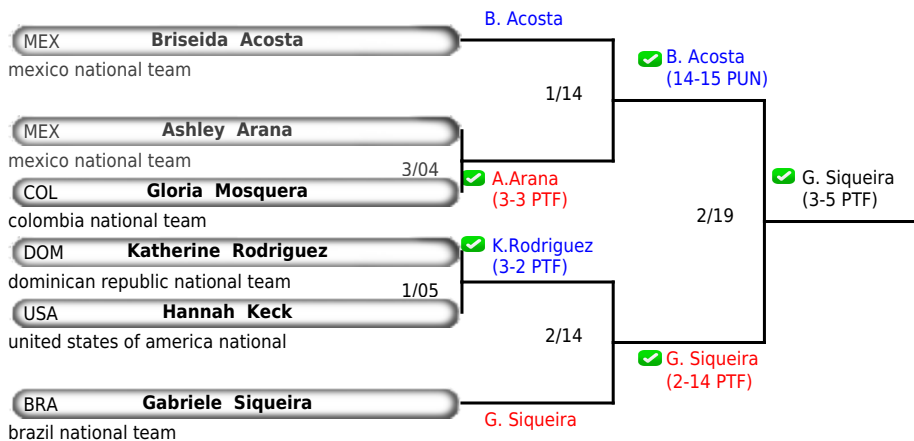 B. Acosta
MEX Briseida Acosta
mexico national team
B. Acosta
(14-15 PUN)
1/14
MEX Ashley Arana
mexico national team
3/04
A.Arana
(3-3 PTF)
COL Gloria Mosquera
colombia national team
G. Siqueira
(3-5 PTF)
2/19
DOM Katherine Rodriguez
dominican republic national team
K.Rodriguez
(3-2 PTF)
1/05
USA Hannah Keck
united states of america national
2/14
G. Siqueira
(2-14 PTF)
BRA Gabriele Siqueira
brazil national team
G. Siqueira